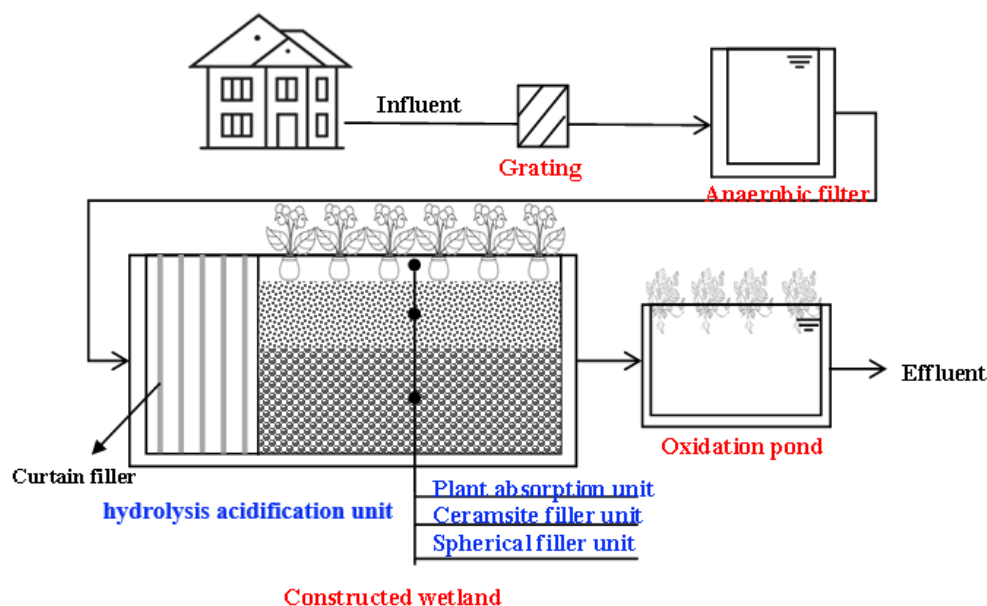 Influent
Grating
Anaerobic filter
Effluent
Oxidation pond
Curtain filler
hydrolysis acidification unit
Plant absorption unit
Ceramsite filler unit
Spherical filler unit
Constructed wetland